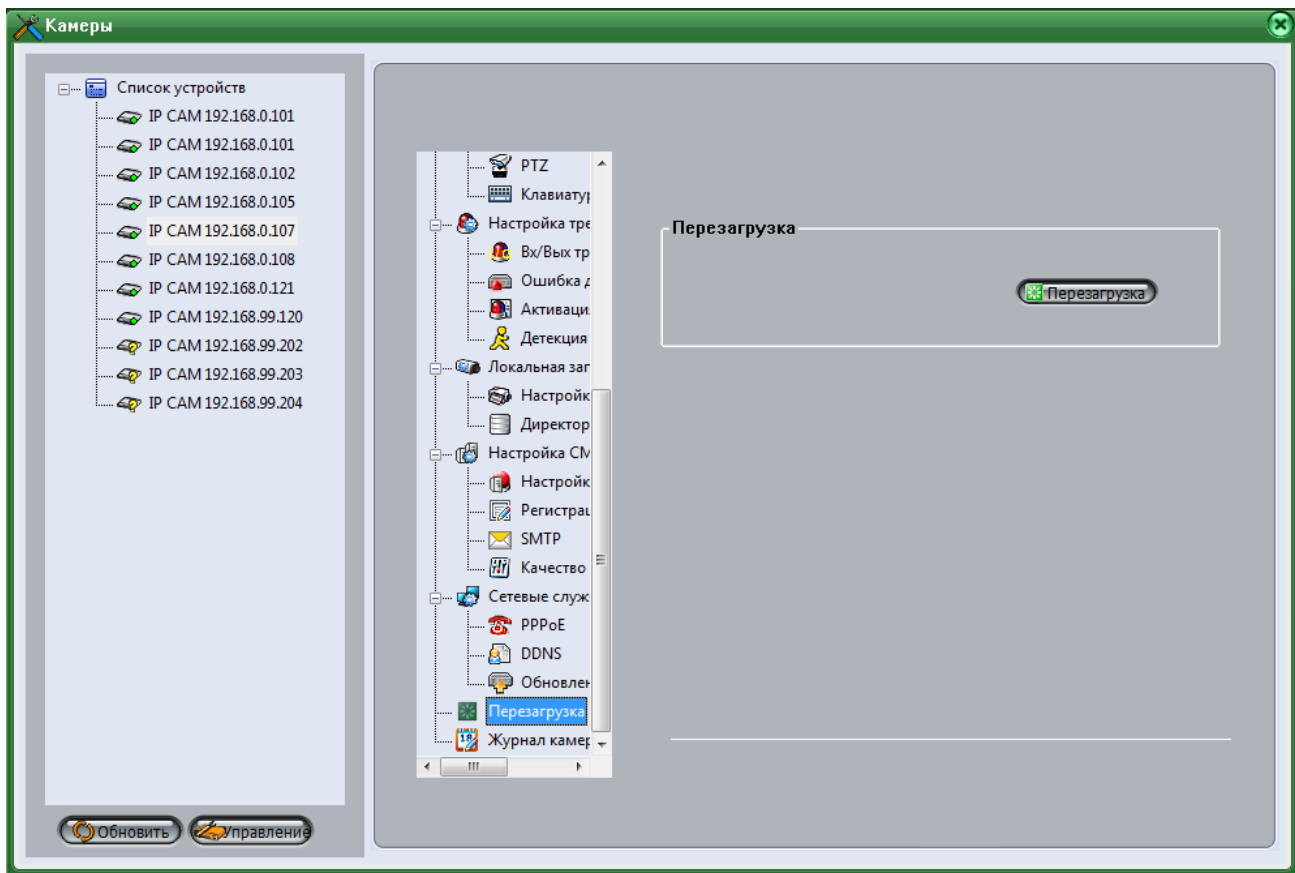 Камеры
Список устройств
IP CAM 192.168.0.101
IP CAM 192.168.0.101
IP CAM 192.168.0.102
IP CAM 192.168.0.105
IP CAM 192.168.0.107
IP CAM 192.168.0.108
IP CAM 192.168.0.121
IP CAM 192.168.99.120
IP CAM 192.168.99.202
IP CAM 192.168.99.203
IP CAM 192.168.99.204
Обновить
Управление
PTZ
Клавиатур
Настройка тре
Вх/Вых тр
Ошибка д
Активаци
Детекция
Локальная заг
Настройк
Директор
Настройка СМ
Настройк
Регистрац
SMTP
Качество
Сетевые служ
PPPoE
DDNS
Обновлен
Перезагрузка
Журнал камер
Перезагрузка
Перезагрузка